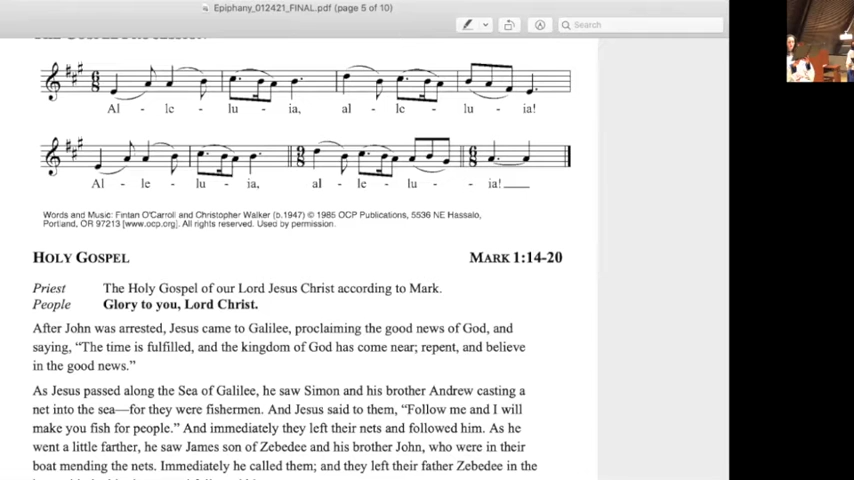 Epiphany_012421_FINAL.pdf (page 5 of 10)
Search
Al - le - lu - ia, al - le - lu - ia!
Al - le - lu - ia, al - le - lu - - ia! ___
Words and Music: Fintan O'Carroll and Christopher Walker (b.1947) © 1985 OCP Publications, 5536 NE Hassalo,
Portland, OR 97213 [www.ocp.org]. All rights reserved. Used by permission.
HOLY GOSPEL MARK 1:14-20
Priest The Holy Gospel of our Lord Jesus Christ according to Mark.
People Glory to you, Lord Christ.
After John was arrested, Jesus came to Galilee, proclaiming the good news of God, and
saying, “The time is fulfilled, and the kingdom of God has come near; repent, and believe
in the good news.”
As Jesus passed along the Sea of Galilee, he saw Simon and his brother Andrew casting a
net into the sea—for they were fishermen. And Jesus said to them, “Follow me and I will
make you fish for people.” And immediately they left their nets and followed him. As he
went a little farther, he saw James son of Zebedee and his brother John, who were in their
boat mending the nets. Immediately he called them; and they left their father Zebedee in the